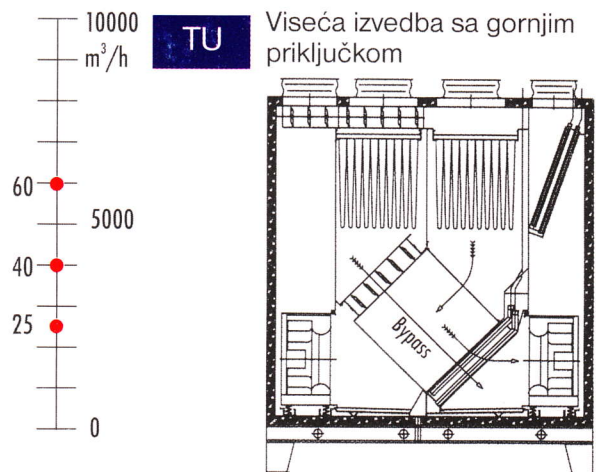 10000
m³/h
60
5000
40
25
0
TU
Viseća izvedba sa gornjim
priključkom
Bypass